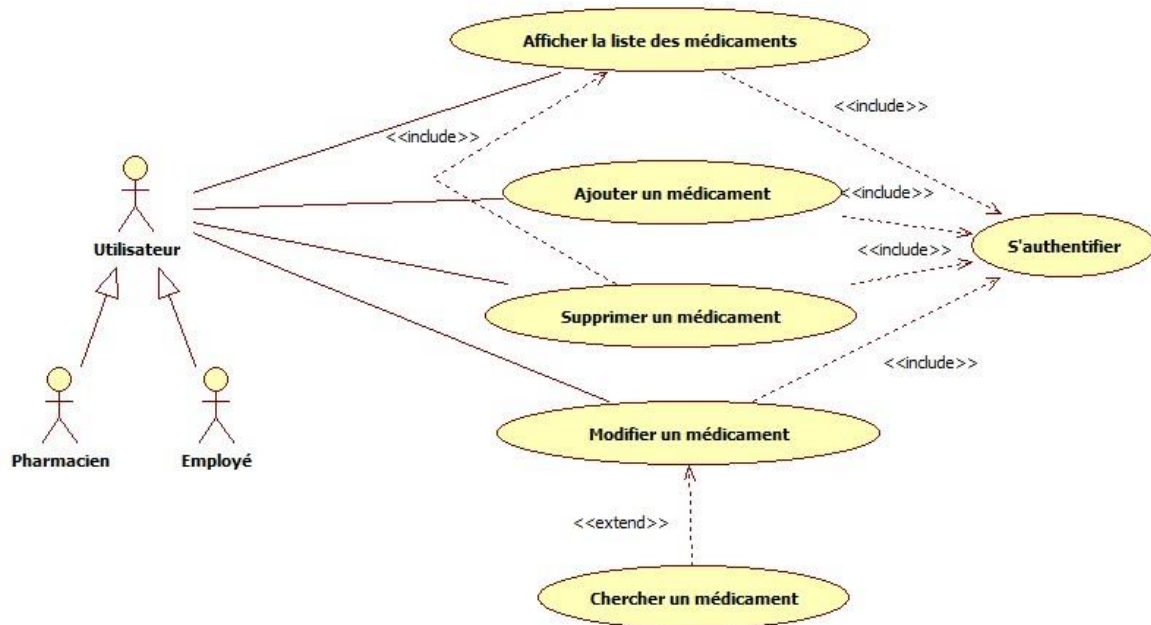 Afficher la liste des médicaments
<<include>>
<<include>>
Ajouter un médicament
<<include>>
Utilisateur
S'authentifier
<<include>>
Supprimer un médicament
<<include>>
Pharmacien
Employé
Modifier un médicament
<<extend>>
Chercher un médicament